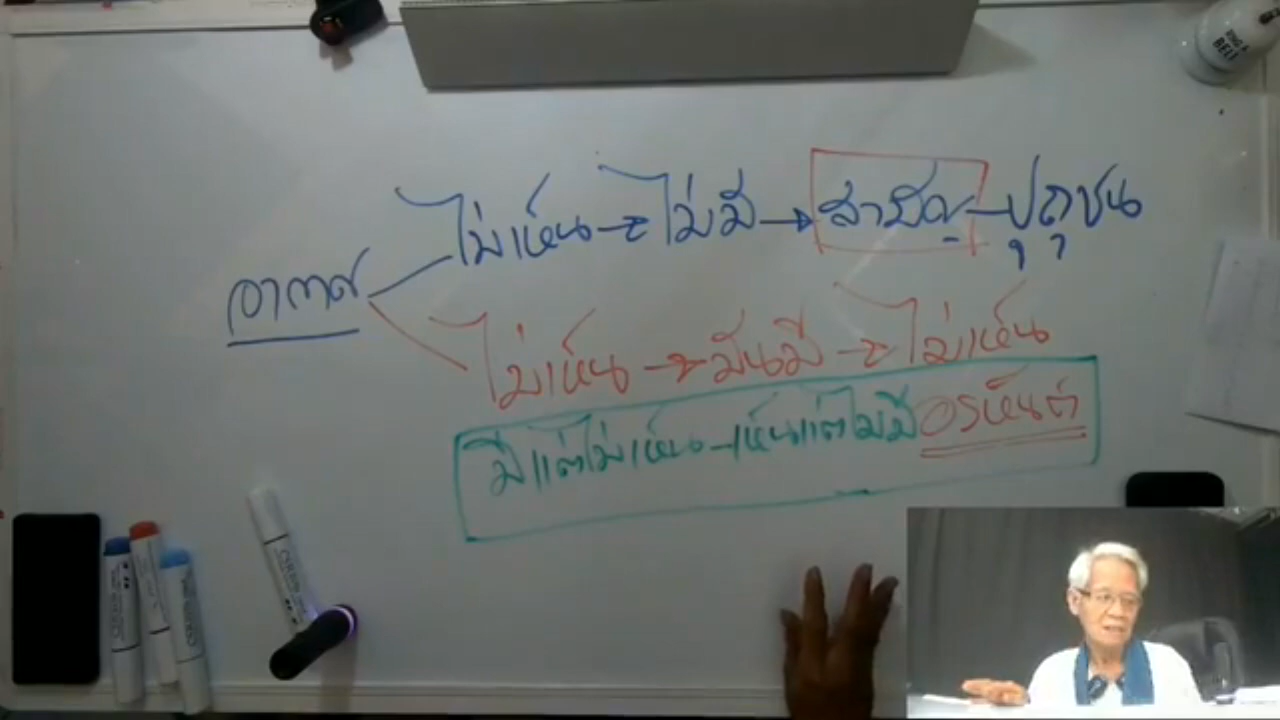 ไม่เห็น → ไม่มี → สามัญ - ปุถุชน
อากาศ
ไม่เห็น → มันมี → ไม่เห็น
มีแต่ไม่เห็น - เห็นแต่ไม่มี อรหันต์